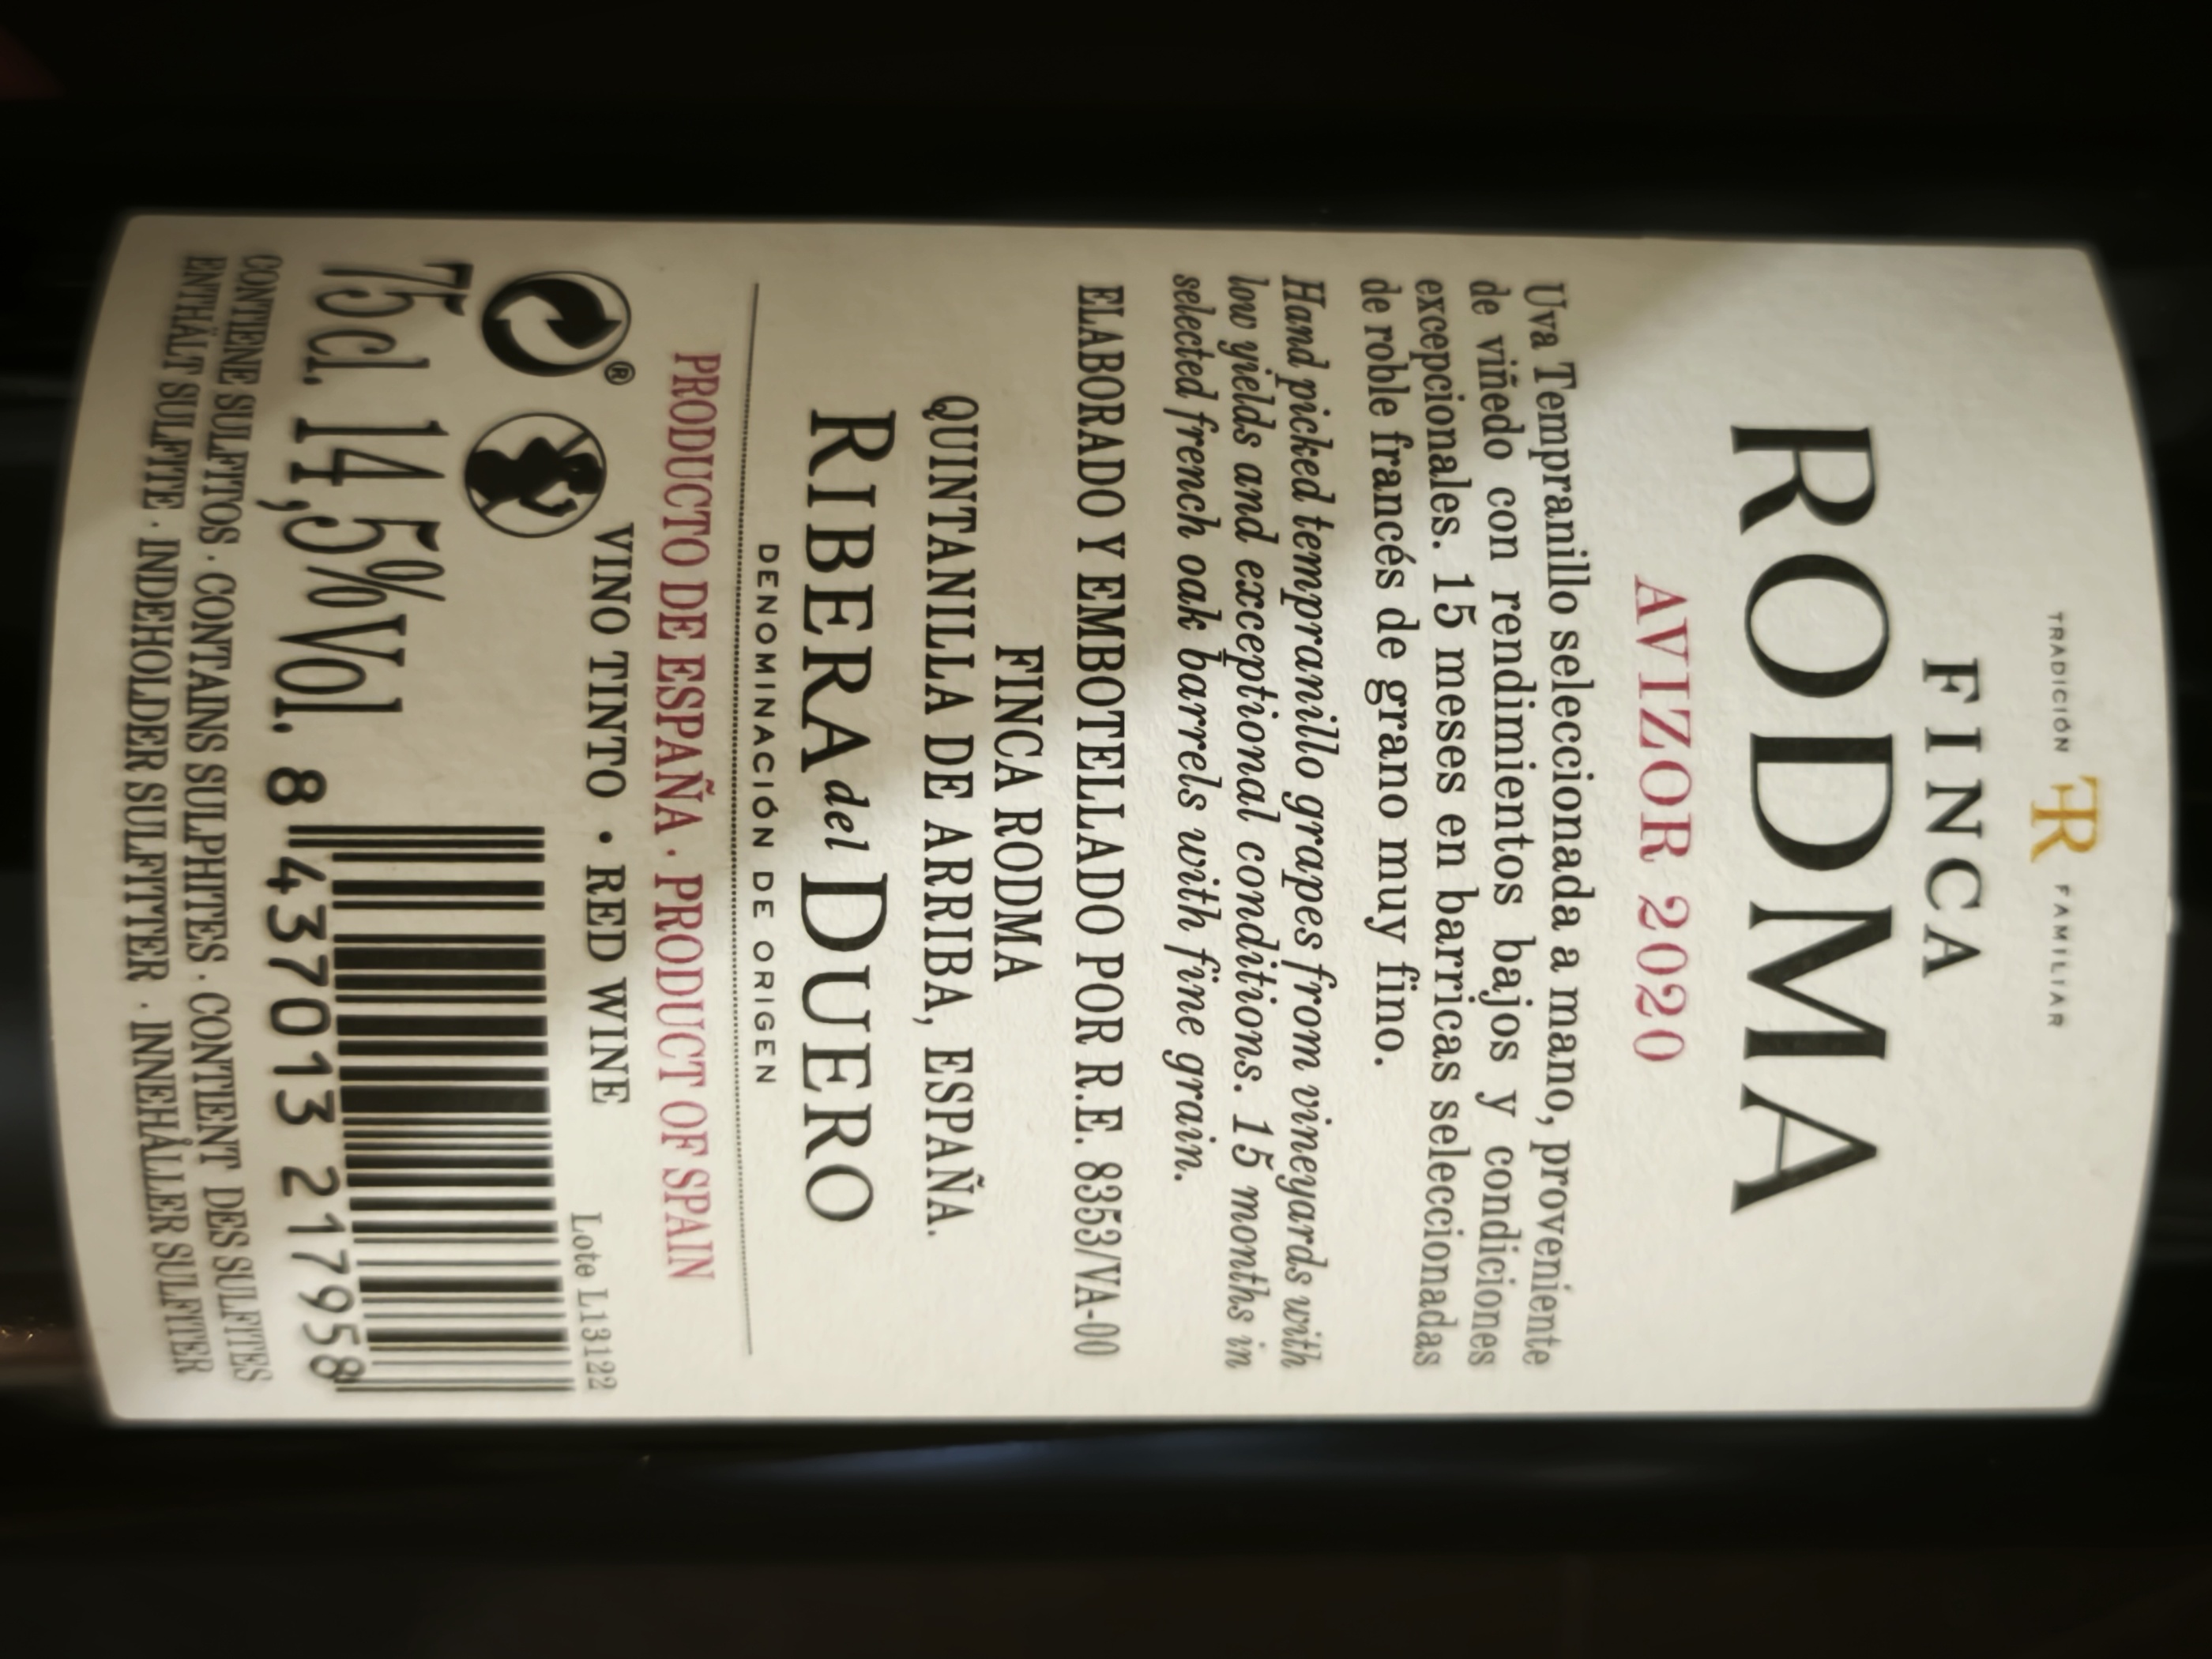 TRADICIÓN FR FAMILIAR
FINCA
RODMA
AVIZOR 2020
Uva Tempranillo seleccionada a mano, proveniente
de viñedo con rendimientos bajos y condiciones
excepcionales. 15 meses en barricas seleccionadas
de roble francés de grano muy fino.
Hand picked tempranillo grapes from vineyards with
low yields and exceptional conditions. 15 months in
selected french oak barrels with fine grain.
ELABORADO Y EMBOTELLADO POR R.E. 8353/VA-00
FINCA RODMA
QUINTANILLA DE ARRIBA, ESPAÑA.
RIBERA del DUERO
DENOMINACIÓN DE ORIGEN
PRODUCTO DE ESPAÑA · PRODUCT OF SPAIN
®
VINO TINTO • RED WINE
Lote L13122
75 cl. 14,5%Vol.
8 437013 217958
CONTIENE SULFITOS · CONTAINS SULPHITES · CONTIENT DES SULFITES
ENTHÄLT SULFITE · INDEHOLDER SULFITTER · INNEHÅLLER SULFITER